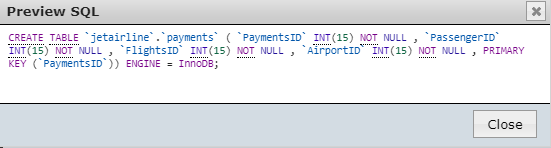 Preview SQL
CREATE TABLE `jetairline`.`payments` ( `PaymentsID` INT(15) NOT NULL , `PassengerID`
INT(15) NOT NULL , `FlightsID` INT(15) NOT NULL , `AirportID` INT(15) NOT NULL , PRIMARY
KEY (`PaymentsID`)) ENGINE = InnoDB;
Close